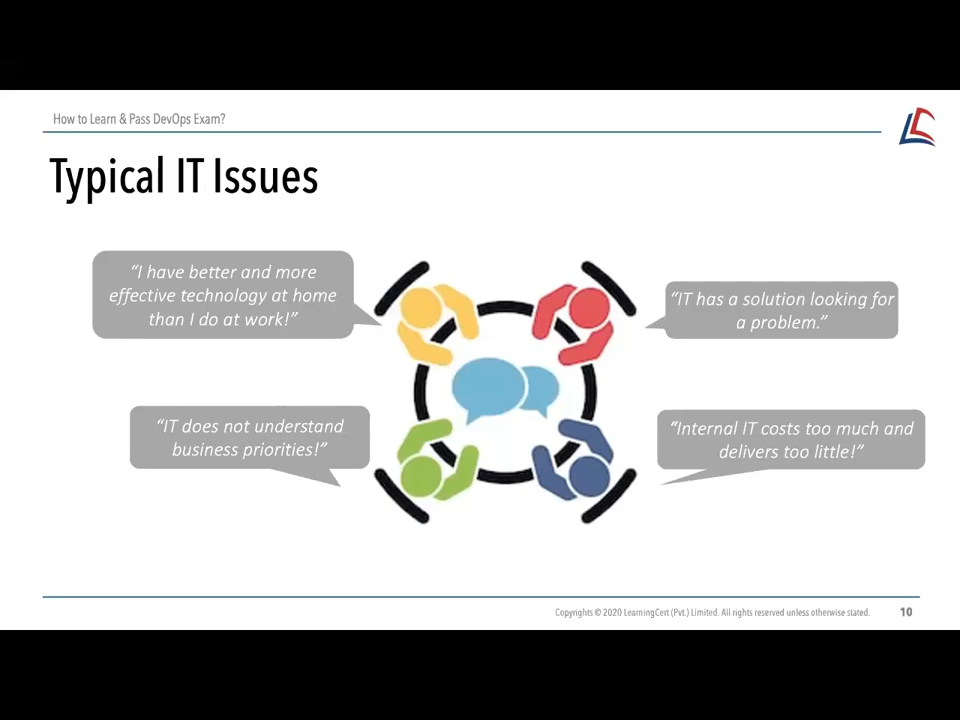 How to Learn & Pass DevOps Exam?
Typical IT Issues
“I have better and more
effective technology at home
than I do at work!”
“IT has a solution looking for
a problem.”
“IT does not understand
business priorities!”
“Internal IT costs too much and
delivers too little!”
Copyrights © 2020 LearningCert (Pvt.) Limited. All rights reserved unless otherwise stated.
10